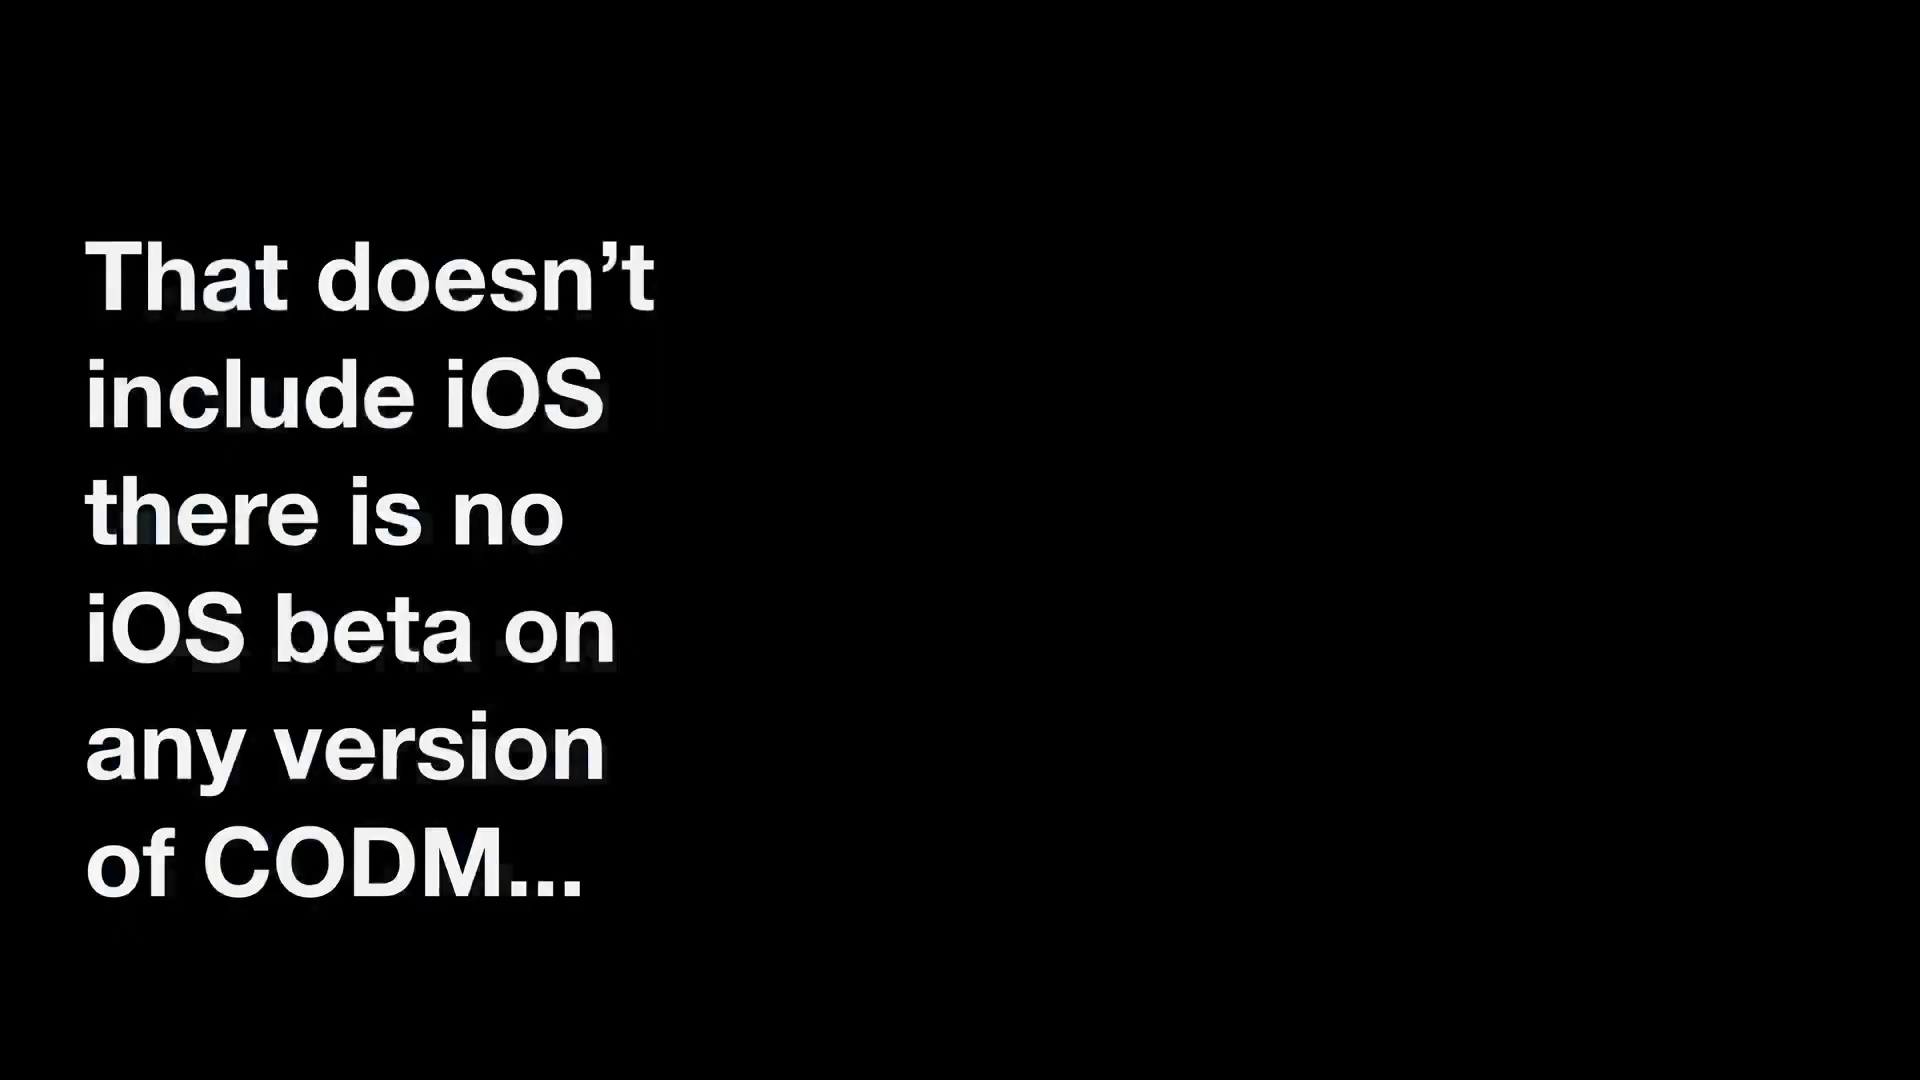 That doesn’t
include iOS
there is no
iOS beta on
any version
of CODM...